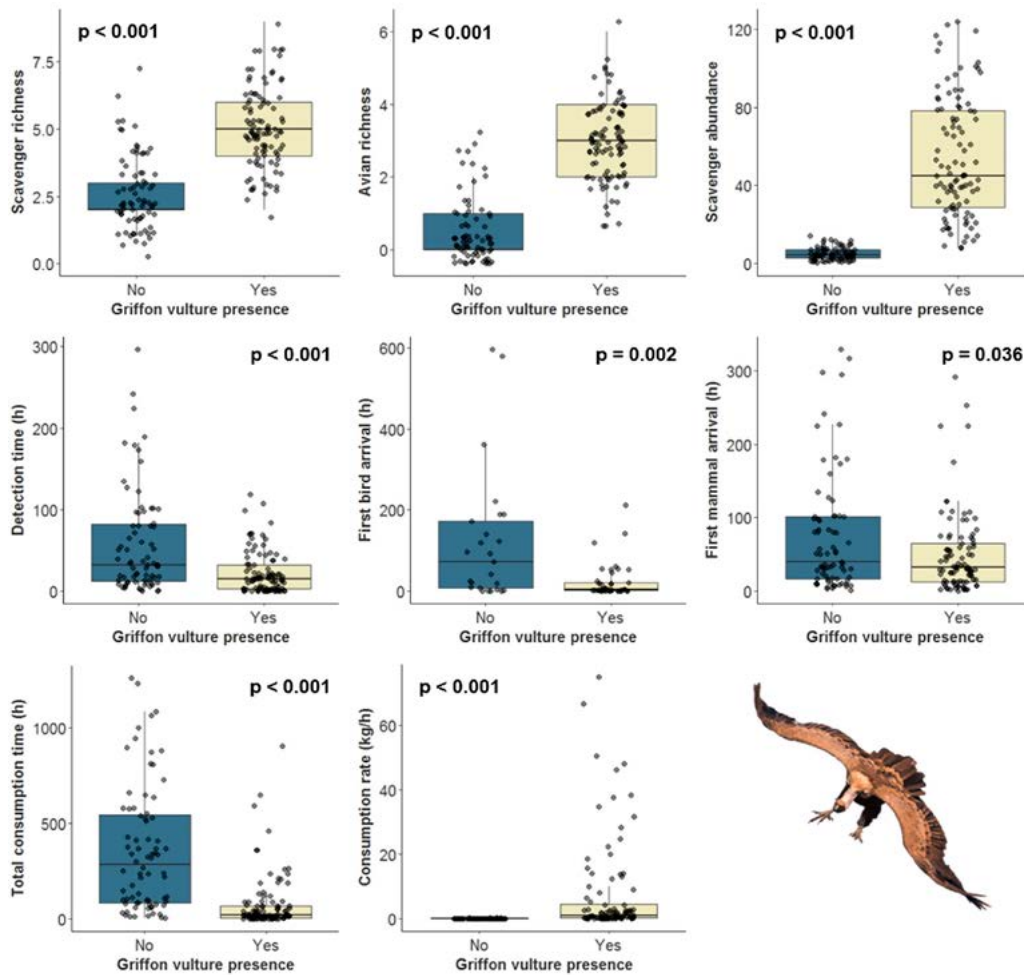 p < 0.001
Scavenger richness
7.5
5.0
2.5
0.0
No Yes
Griffon vulture presence
p < 0.001
Avian richness
6
4
2
0
No Yes
Griffon vulture presence
p < 0.001
Scavenger abundance
120
80
40
0
No Yes
Griffon vulture presence
p < 0.001
Detection time (h)
300
200
100
0
No Yes
Griffon vulture presence
p = 0.002
First bird arrival (h)
600
400
200
0
No Yes
Griffon vulture presence
p = 0.036
First mammal arrival (h)
300
200
100
0
No Yes
Griffon vulture presence
p < 0.001
Total consumption time (h)
1000
500
0
No Yes
Griffon vulture presence
p < 0.001
Consumption rate (kg/h)
60
40
20
0
No Yes
Griffon vulture presence